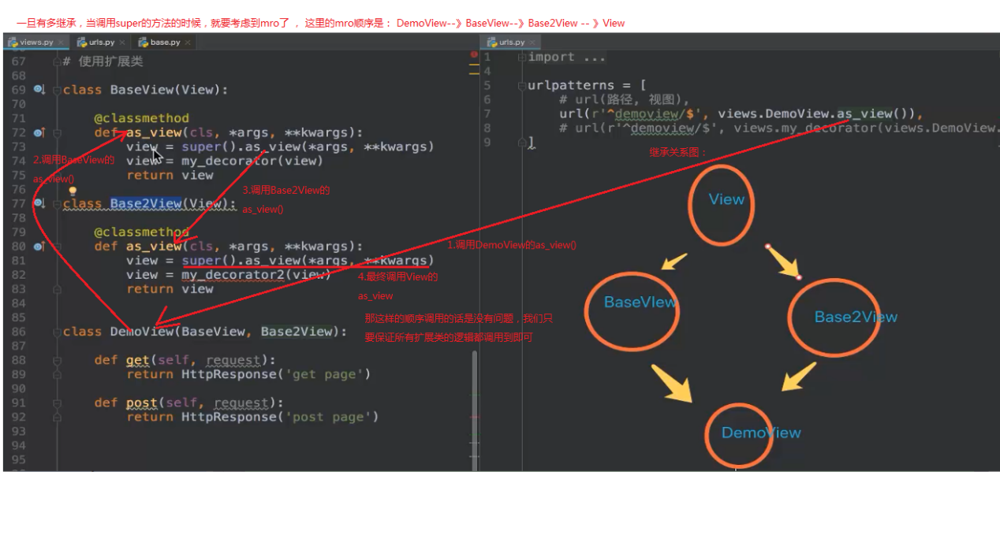 一旦有多继承，当调用super的方法的时候，就要考虑到mro了 ， 这里的mro顺序是： DemoView--》BaseView--》Base2View -- 》View
views.py × urls.py × base.py ×
67 # 使用扩展类
68
69 class BaseView(View):
70
71 @classmethod
72 def as_view(cls, *args, **kwargs):
73 view = super().as_view(*args, **kwargs)
74 view = my_decorator(view)
75 return view
76
77 class Base2View(View):
78
79 @classmethod
80 def as_view(cls, *args, **kwargs):
81 view = super().as_view(*args, **kwargs)
82 view = my_decorator2(view)
83 return view
84
85
86 class DemoView(BaseView, Base2View):
87
88 def get(self, request):
89 return HttpResponse('get page')
90
91 def post(self, request):
92 return HttpResponse('post page')
93
94
95
2.调用BaseView的
as_view()
3.调用Base2View的
as_view()
1.调用DemoView的as_view()
4.最终调用View的
as_view
那这样的顺序调用的话是没有问题，我们只
要保证所有扩展类的逻辑都调用到即可
urls.py ×
1 import ...
4
5 urlpatterns = [
6 # url(路径, 视图),
7 url(r'^demoview/$', views.DemoView.as_view()),
8 # url(r'^demoview/$', views.my_decorator(views.DemoView.
9 ]
继承关系图：
View
BaseVIew
Base2View
DemoView